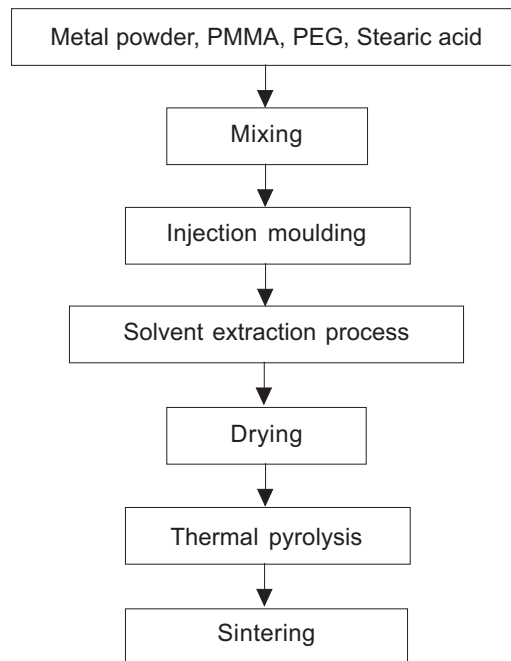 Metal powder, PMMA, PEG, Stearic acid
Mixing
Injection moulding
Solvent extraction process
Drying
Thermal pyrolysis
Sintering